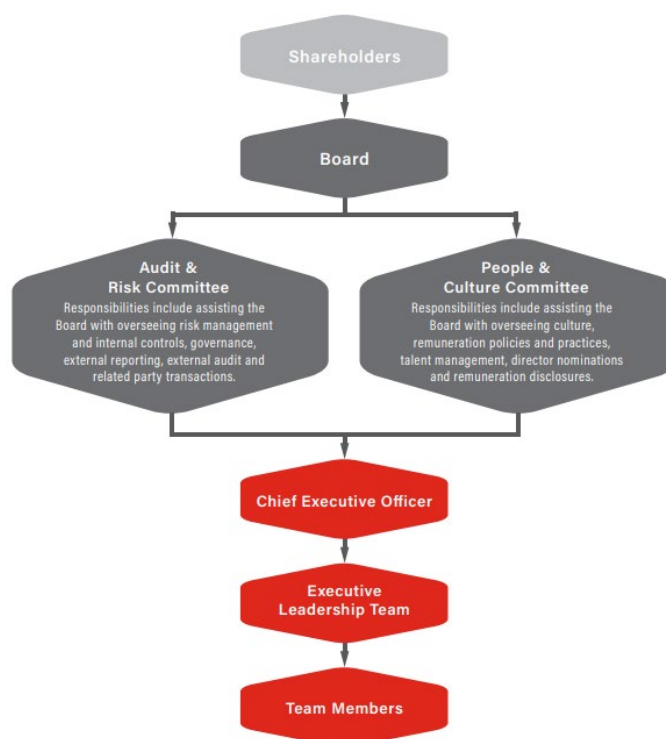 Shareholders
Board
Audit &
Risk Committee
Responsibilities include assisting the
Board with overseeing risk management
and internal controls, governance,
external reporting, external audit and
related party transactions.
People &
Culture Committee
Responsibilities include assisting the
Board with overseeing culture,
remuneration policies and practices,
talent management, director nominations
and remuneration disclosures.
Chief Executive Officer
Executive
Leadership Team
Team Members